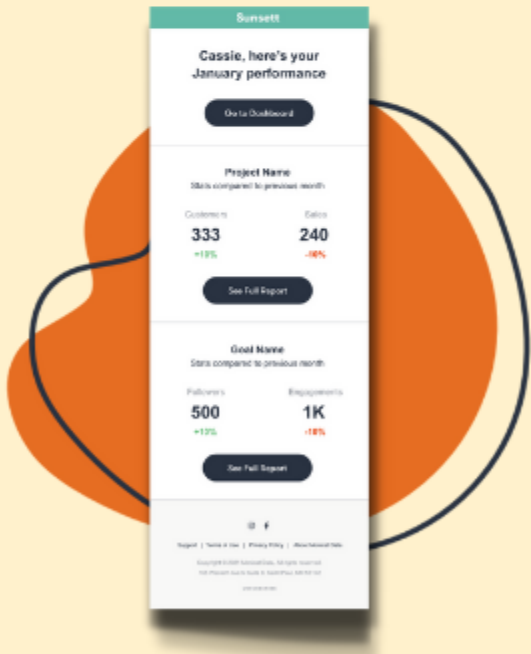 Sunsett
Cassie, here's your
January performance
Go to Dashboard
Project Name
Stats compared to previous month
Customers Sales
333 240
+10% -10%
See Full Report
Goal Name
Stats compared to previous month
Followers Engagements
500 1K
+10% -10%
See Full Report
Support | Terms of Use | Privacy Policy |